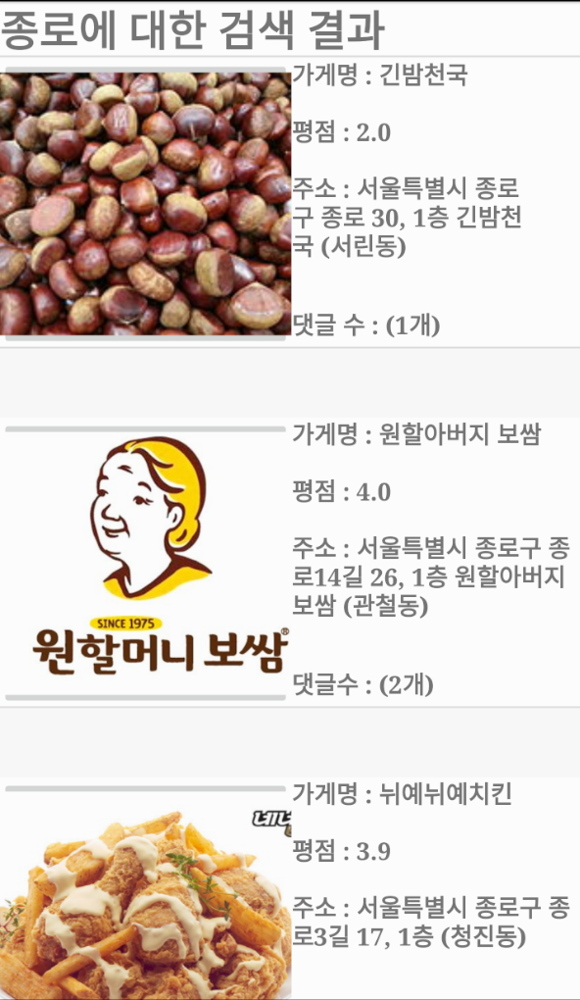 종로에 대한 검색 결과
가게명 : 긴밤천국
평점 : 2.0
주소 : 서울특별시 종로
구 종로 30, 1층 긴밤천
국 (서린동)
댓글 수 : (1개)
가게명 : 원할아버지 보쌈
평점 : 4.0
주소 : 서울특별시 종로구 종
로14길 26, 1층 원할아버지
보쌈 (관철동)
댓글수 : (2개)
SINCE 1975
원할머니 보쌈®
가게명 : 뉘예뉘예치킨
평점 : 3.9
주소 : 서울특별시 종로구 종
로3길 17, 1층 (청진동)